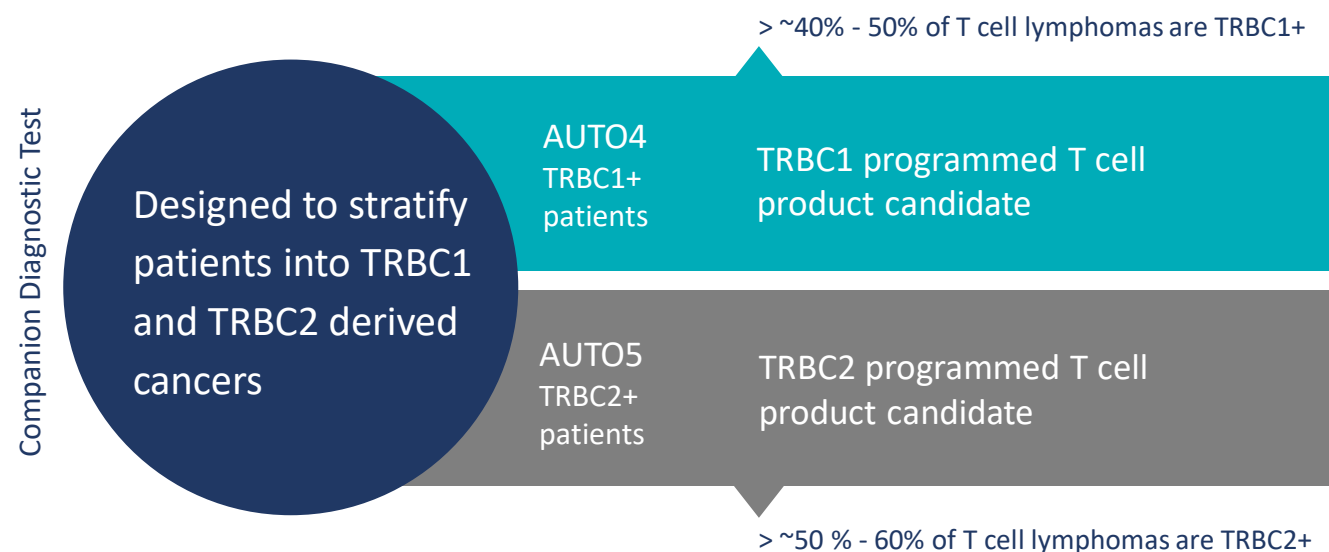 > ~40% - 50% of T cell lymphomas are TRBC1+
Companion Diagnostic Test
Designed to stratify
patients into TRBC1
and TRBC2 derived
cancers
AUTO4
TRBC1+
patients
TRBC1 programmed T cell
product candidate
AUTO5
TRBC2+
patients
TRBC2 programmed T cell
product candidate
> ~50 % - 60% of T cell lymphomas are TRBC2+